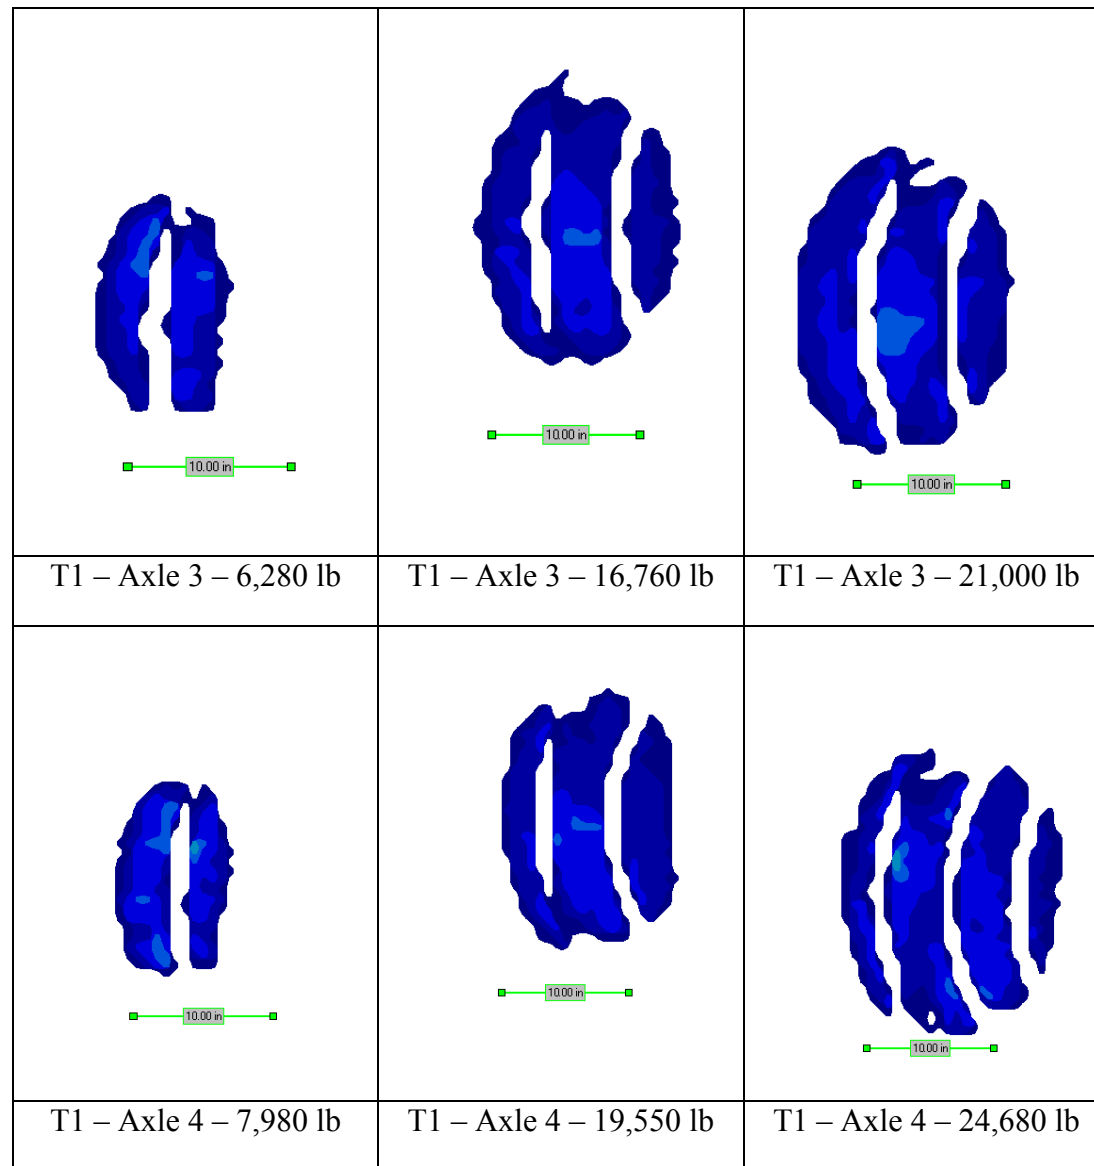 10.00 in
10.00 in
10.00 in
T1 – Axle 3 – 6,280 lb
T1 – Axle 3 – 16,760 lb
T1 – Axle 3 – 21,000 lb
10.00 in
10.00 in
10.00 in
T1 – Axle 4 – 7,980 lb
T1 – Axle 4 – 19,550 lb
T1 – Axle 4 – 24,680 lb